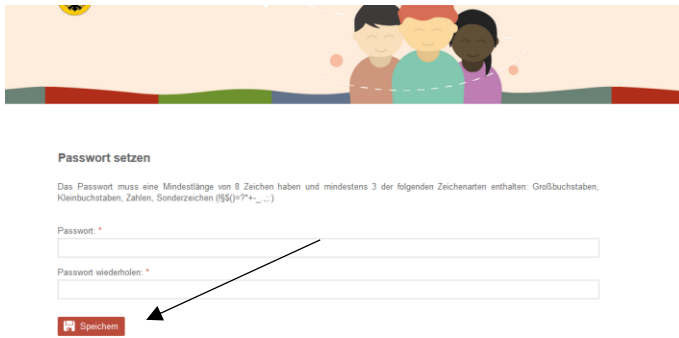 Passwort setzen
Das Passwort muss eine Mindestlänge von 8 Zeichen haben und mindestens 3 der folgenden Zeichenarten enthalten: Großbuchstaben,
Kleinbuchstaben, Zahlen, Sonderzeichen (!§$()=?*+-_.,;:)
Passwort: *
Passwort wiederholen: *
Speichern